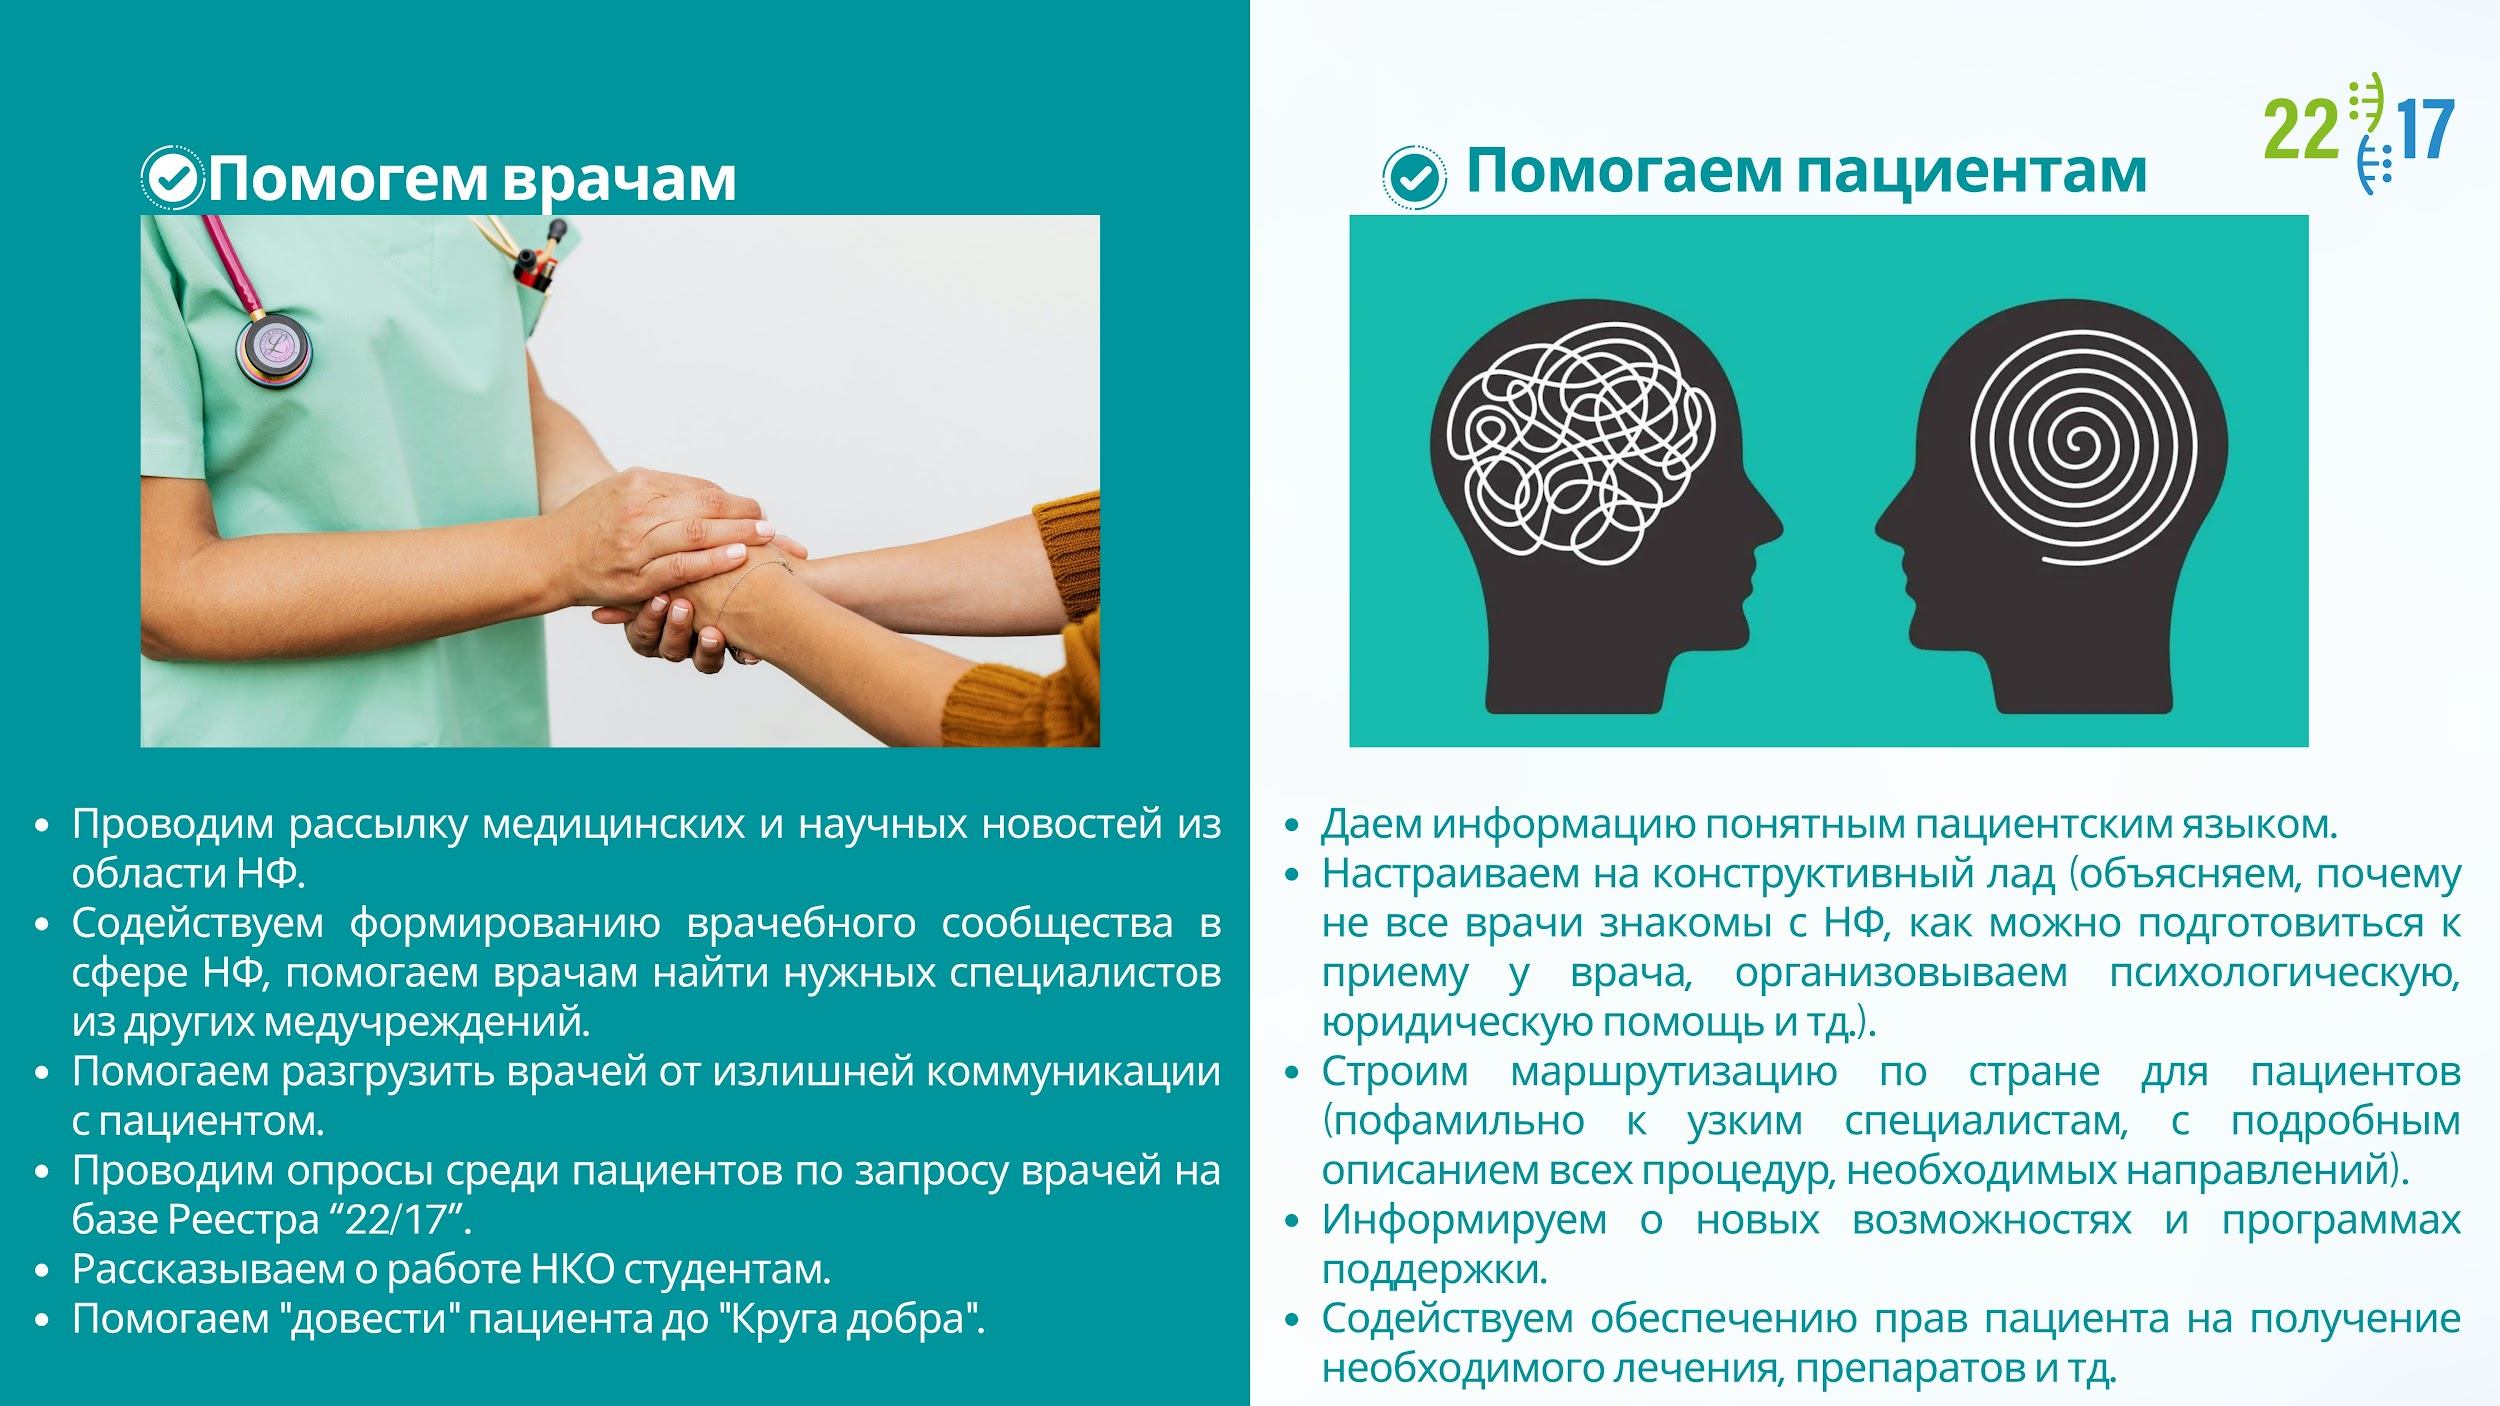 Помогем врачам
Проводим рассылку медицинских и научных новостей из
области НФ.
Содействуем формированию врачебного сообщества в
сфере НФ, помогаем врачам найти нужных специалистов
из других медучреждений.
Помогаем разгрузить врачей от излишней коммуникации
с пациентом.
Проводим опросы среди пациентов по запросу врачей на
базе Реестра “22/17”.
Рассказываем о работе НКО студентам.
Помогаем "довести" пациента до "Круга добра".
22 17
Помогаем пациентам
Даем информацию понятным пациентским языком.
Настраиваем на конструктивный лад (объясняем, почему
не все врачи знакомы с НФ, как можно подготовиться к
приему у врача, организовываем психологическую,
юридическую помощь и тд.).
Строим маршрутизацию по стране для пациентов
(пофамильно к узким специалистам, с подробным
описанием всех процедур, необходимых направлений).
Информируем о новых возможностях и программах
поддержки.
Содействуем обеспечению прав пациента на получение
необходимого лечения, препаратов и тд.